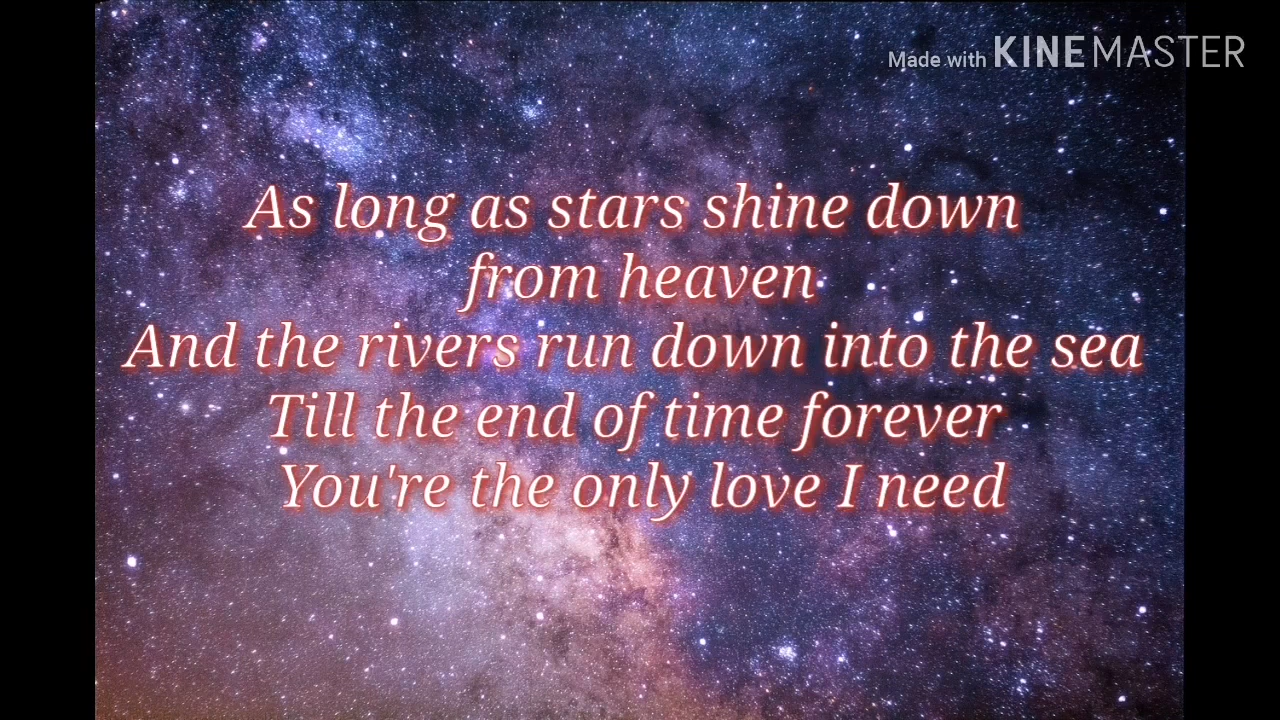 Made with KINEMASTER
As long as stars shine down
from heaven
And the rivers run down into the sea
Till the end of time forever
You're the only love I need